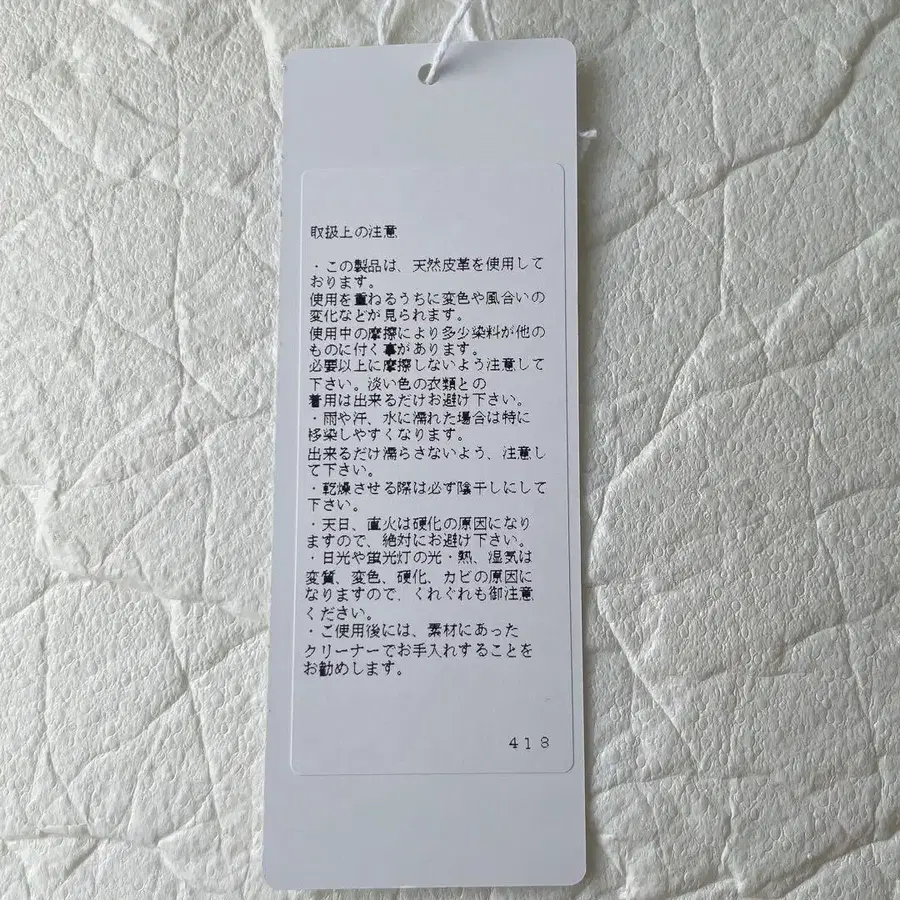 取扱上の注意
・この製品は、天然皮革を使用して
おります。
使用を重ねるうちに変色や風合いの
変化などが見られます。
使用中の摩擦により多少染料が他の
ものに付く事があります。
必要以上に摩擦しないよう注意して
下さい。淡い色の衣類との
着用は出来るだけお避け下さい。
・雨や汗、水に濡れた場合は特に
移染しやすくなります。
出来るだけ濡らさないよう、注意し
て下さい。
・乾燥させる際は必ず陰干しにして
下さい。
・天日、直火は硬化の原因になり
ますので、絶対にお避け下さい。
・日光や蛍光灯の光・熱、湿気は
変質、変色、硬化、カビの原因に
なりますので、くれぐれも御注意
ください。
・ご使用後には、素材にあった
クリーナーでお手入れすることを
お勧めします。
418